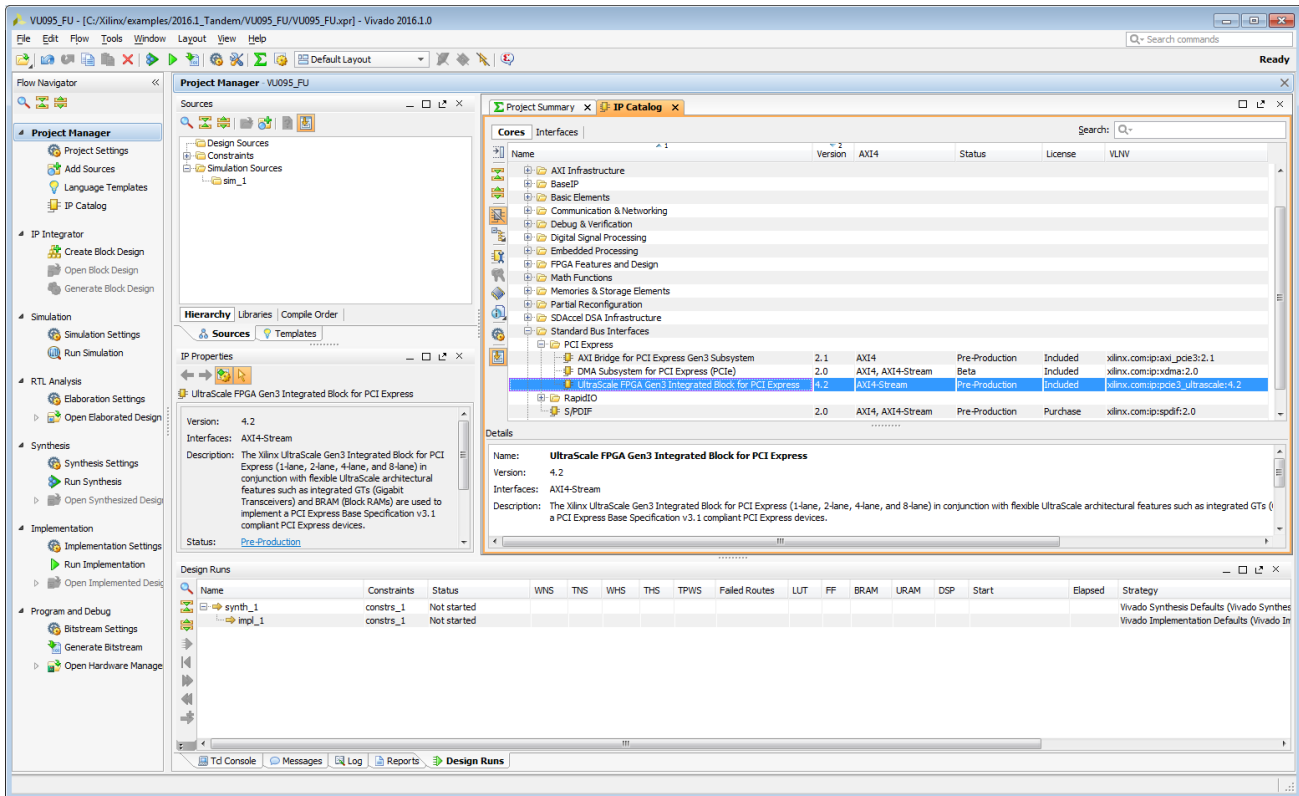 VU095_FU - [C:/Xilinx/examples/2016.1_Tandem/VU095_FU/VU095_FU.xpr] - Vivado 2016.1.0
File Edit Flow Tools Window Layout View Help
Search commands
Default Layout
Ready
Flow Navigator
Project Manager
Project Settings
Add Sources
Language Templates
IP Catalog
IP Integrator
Create Block Design
Open Block Design
Generate Block Design
Simulation
Simulation Settings
Run Simulation
RTL Analysis
Elaboration Settings
Open Elaborated Design
Synthesis
Synthesis Settings
Run Synthesis
Open Synthesized Desig
Implementation
Implementation Settings
Run Implementation
Open Implemented Desig
Program and Debug
Bitstream Settings
Generate Bitstream
Open Hardware Manage
Project Manager - VU095_FU
Sources
Design Sources
Constraints
Simulation Sources
sim_1
Hierarchy Libraries Compile Order
Sources Templates
IP Properties
UltraScale FPGA Gen3 Integrated Block for PCI Express
Version: 4.2
Interfaces: AXI4-Stream
Description: The Xilinx UltraScale Gen3 Integrated Block for PCI
Express (1-lane, 2-lane, 4-lane, and 8-lane) in
conjunction with flexible UltraScale architectural
features such as integrated GTs (Gigabit
Transceivers) and BRAM (Block RAMs) are used to
implement a PCI Express Base Specification v3.1
compliant PCI Express devices.
Status: Pre-Production
Project Summary IP Catalog
Cores Interfaces
Search:
Name 1 Version 2 AXI4 Status License VLNV
AXI Infrastructure
BaseIP
Basic Elements
Communication & Networking
Debug & Verification
Digital Signal Processing
Embedded Processing
FPGA Features and Design
Math Functions
Memories & Storage Elements
Partial Reconfiguration
SDAccel DSA Infrastructure
Standard Bus Interfaces
PCI Express
AXI Bridge for PCI Express Gen3 Subsystem 2.1 AXI4 Pre-Production Included xilinx.com:ip:axi_pcie3:2.1
DMA Subsystem for PCI Express (PCIe) 2.0 AXI4, AXI4-Stream Beta Included xilinx.com:ip:xdma:2.0
UltraScale FPGA Gen3 Integrated Block for PCI Express 4.2 AXI4-Stream Pre-Production Included xilinx.com:ip:pcie3_ultrascale:4.2
RapidIO
S/PDIF 2.0 AXI4, AXI4-Stream Pre-Production Purchase xilinx.com:ip:spdif:2.0
Details
Name: UltraScale FPGA Gen3 Integrated Block for PCI Express
Version: 4.2
Interfaces: AXI4-Stream
Description: The Xilinx UltraScale Gen3 Integrated Block for PCI Express (1-lane, 2-lane, 4-lane, and 8-lane) in conjunction with flexible UltraScale architectural features such as integrated GTs (
a PCI Express Base Specification v3.1 compliant PCI Express devices.
Design Runs
Name Constraints Status WNS TNS WHS THS TPWS Failed Routes LUT FF BRAM URAM DSP Start Elapsed Strategy
synth_1 constrs_1 Not started Vivado Synthesis Defaults (Vivado Synthes
impl_1 constrs_1 Not started Vivado Implementation Defaults (Vivado Im
Tcl Console Messages Log Reports Design Runs